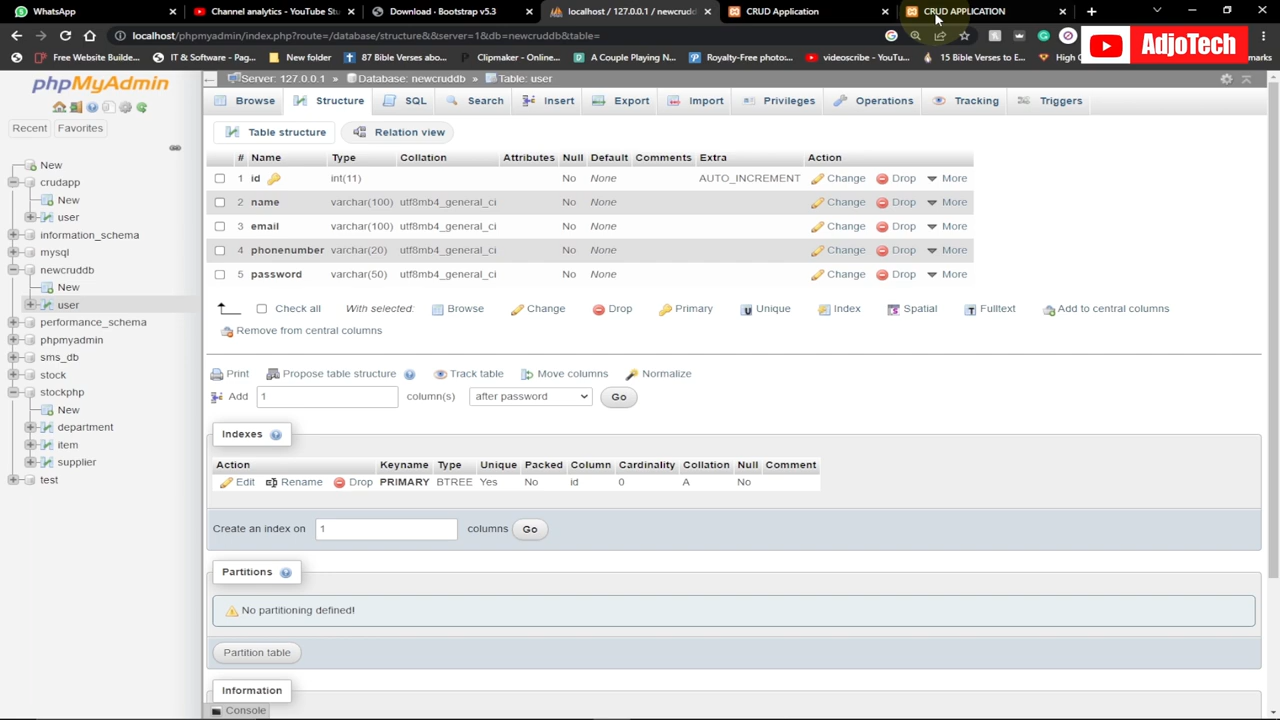 WhatsApp
Channel analytics - YouTube Stu
Download · Bootstrap v5.3
localhost / 127.0.0.1 / newcrudd
CRUD Application
CRUD APPLICATION
localhost/phpmyadmin/index.php?route=/database/structure&&server=1&db=newcruddb&table=
Free Website Builde...
IT & Software - Pag...
New folder
87 Bible Verses abo...
Clipmaker - Online...
A Couple Playing N...
Royalty-Free photos...
videoscribe - YouTu...
15 Bible Verses to E...
AdjoTech
phpMyAdmin
Recent
Favorites
New
crudapp
New
user
information_schema
mysql
newcruddb
New
user
performance_schema
phpmyadmin
sms_db
stock
stockphp
New
department
item
supplier
test
Server: 127.0.0.1 » Database: newcruddb » Table: user
Browse Structure SQL Search Insert Export Import Privileges Operations Tracking Triggers
Table structure Relation view
# Name Type Collation Attributes Null Default Comments Extra Action
1 id int(11) No None AUTO_INCREMENT Change Drop More
2 name varchar(100) utf8mb4_general_ci No None Change Drop More
3 email varchar(100) utf8mb4_general_ci No None Change Drop More
4 phonenumber varchar(20) utf8mb4_general_ci No None Change Drop More
5 password varchar(50) utf8mb4_general_ci No None Change Drop More
Check all With selected: Browse Change Drop Primary Unique Index Spatial Fulltext Add to central columns
Remove from central columns
Print Propose table structure Track table Move columns Normalize
Add 1 column(s) after password Go
Indexes
Action Keyname Type Unique Packed Column Cardinality Collation Null Comment
Edit Rename Drop PRIMARY BTREE Yes No id 0 A No
Create an index on 1 columns Go
Partitions
No partitioning defined!
Partition table
Information
Console